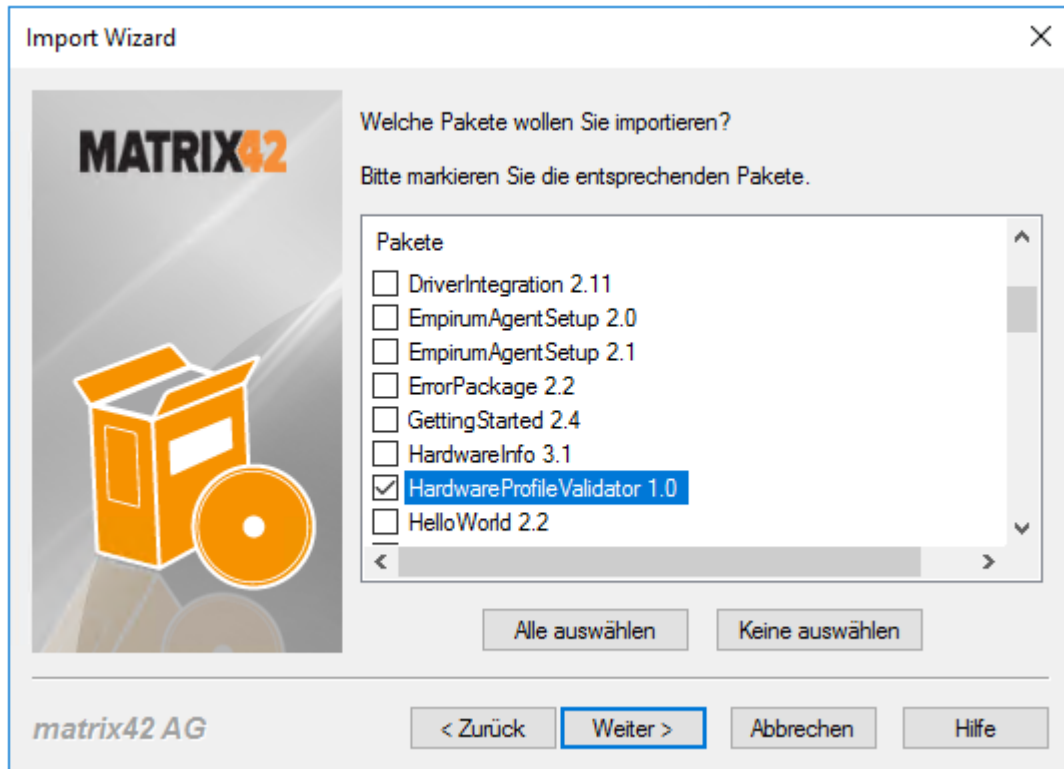 Import Wizard
MATRIX42
Welche Pakete wollen Sie importieren?
Bitte markieren Sie die entsprechenden Pakete.
Pakete
DriverIntegration 2.11
EmpirumAgentSetup 2.0
EmpirumAgentSetup 2.1
ErrorPackage 2.2
GettingStarted 2.4
HardwareInfo 3.1
HardwareProfileValidator 1.0
HelloWorld 2.2
Alle auswählen Keine auswählen
matrix42 AG < Zurück Weiter > Abbrechen Hilfe